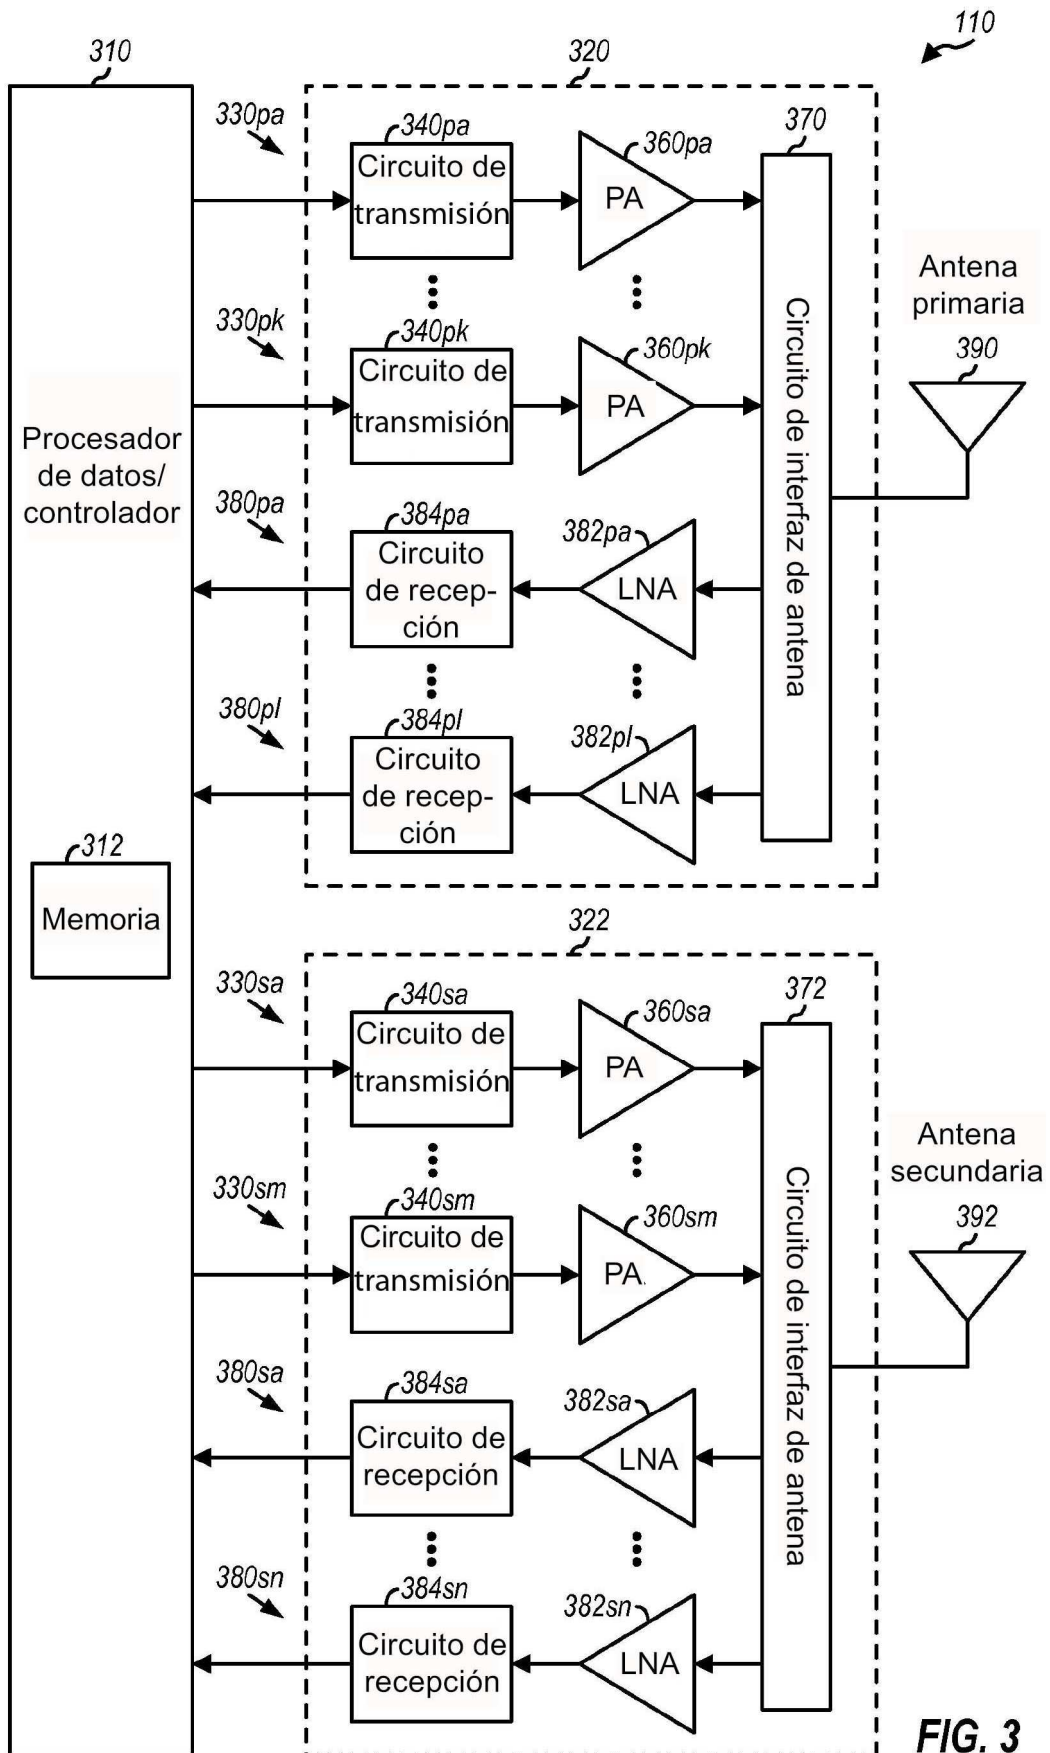 110
310
320
330pa
340pa
Circuito de
transmisión
360pa
PA
370
330pk
340pk
Circuito de
transmisión
360pk
PA
Circuito de interfaz de antena
Antena
primaria
390
Procesador
de datos/
controlador
380pa
384pa
Circuito
de recep-
ción
382pa
LNA
380pl
384pl
Circuito
de recep-
ción
382pl
LNA
312
Memoria
322
330sa
340sa
Circuito de
transmisión
360sa
PA
372
330sm
340sm
Circuito de
transmisión
360sm
PA
Circuito de interfaz de antena
Antena
secundaria
392
380sa
384sa
Circuito de
recepción
382sa
LNA
380sn
384sn
Circuito de
recepción
382sn
LNA
FIG. 3